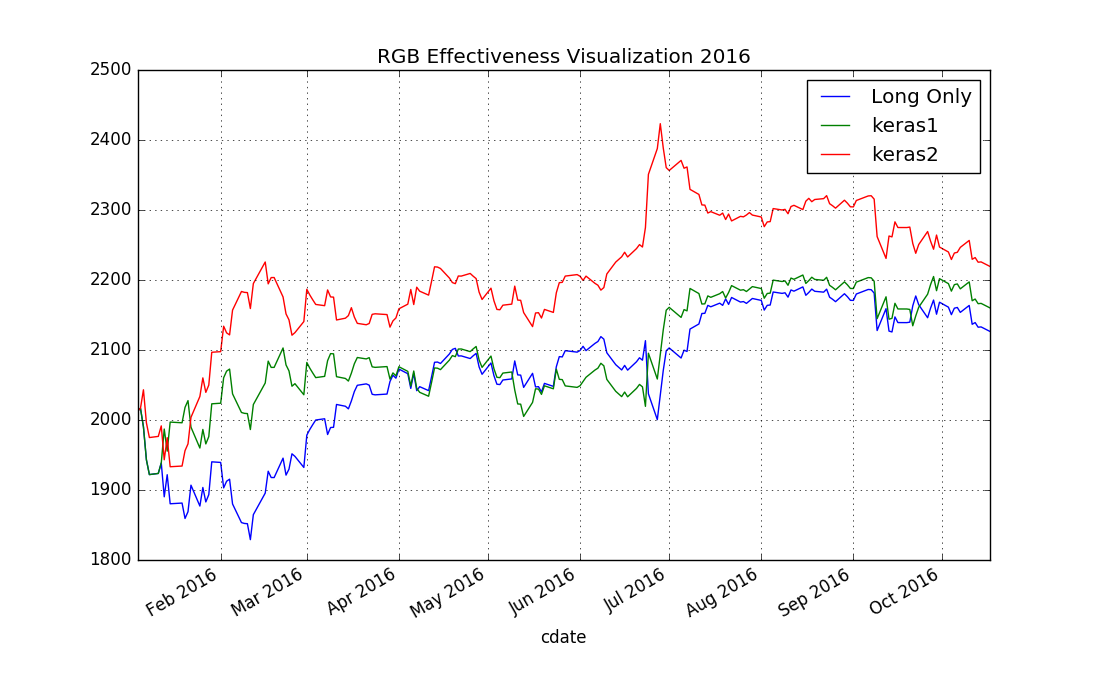 RGB Effectiveness Visualization 2016
2500
2400
2300
2200
2100
2000
1900
1800
Long Only
keras1
keras2
Feb 2016
Mar 2016
Apr 2016
May 2016
Jun 2016
Jul 2016
Aug 2016
Sep 2016
Oct 2016
cdate